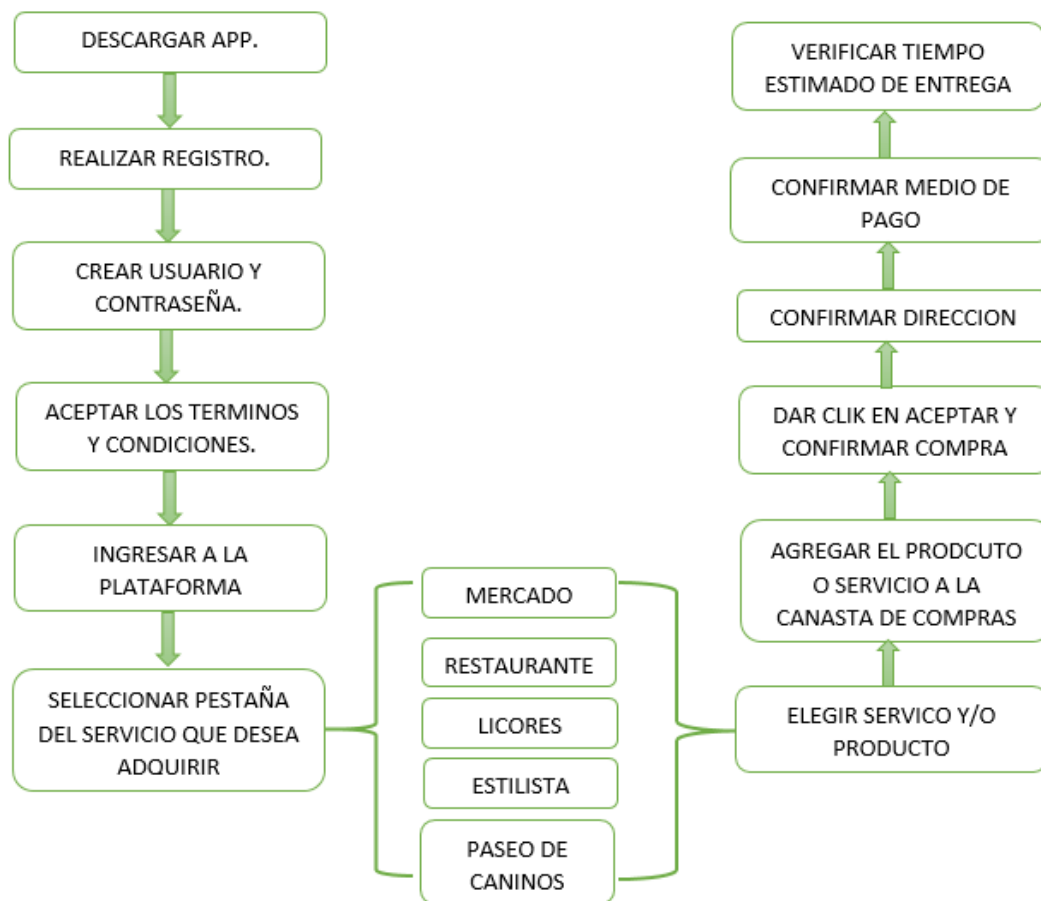 DESCARGAR APP.
REALIZAR REGISTRO.
CREAR USUARIO Y
CONTRASEÑA.
ACEPTAR LOS TERMINOS
Y CONDICIONES.
INGRESAR A LA
PLATAFORMA
SELECCIONAR PESTAÑA
DEL SERVICIO QUE DESEA
ADQUIRIR
MERCADO
RESTAURANTE
LICORES
ESTILISTA
PASEO DE
CANINOS
ELEGIR SERVICO Y/O
PRODUCTO
AGREGAR EL PRODCUTO
O SERVICIO A LA
CANASTA DE COMPRAS
DAR CLIK EN ACEPTAR Y
CONFIRMAR COMPRA
CONFIRMAR DIRECCION
CONFIRMAR MEDIO DE
PAGO
VERIFICAR TIEMPO
ESTIMADO DE ENTREGA